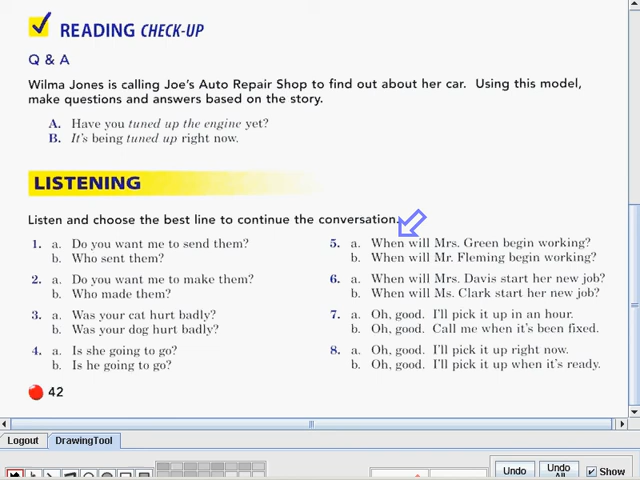 READING CHECK-UP
Q & A
Wilma Jones is calling Joe's Auto Repair Shop to find out about her car. Using this model,
make questions and answers based on the story.
A. Have you tuned up the engine yet?
B. It's being tuned up right now.
LISTENING
Listen and choose the best line to continue the conversation.
1. a. Do you want me to send them?
b. Who sent them?
2. a. Do you want me to make them?
b. Who made them?
3. a. Was your cat hurt badly?
b. Was your dog hurt badly?
4. a. Is she going to go?
b. Is he going to go?
5. a. When will Mrs. Green begin working?
b. When will Mr. Fleming begin working?
6. a. When will Mrs. Davis start her new job?
b. When will Ms. Clark start her new job?
7. a. Oh, good. I'll pick it up in an hour.
b. Oh, good. Call me when it's been fixed.
8. a. Oh, good. I'll pick it up right now.
b. Oh, good. I'll pick it up when it's ready.
42
Logout DrawingTool
Undo Undo All Show